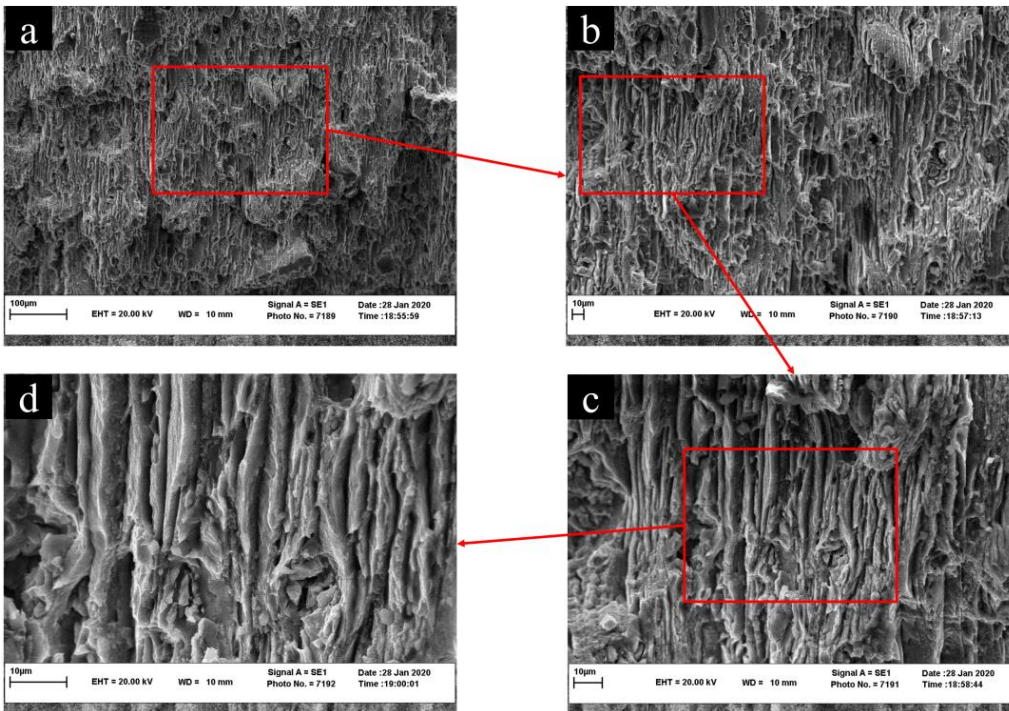 a
100µm
EHT = 20.00 kV WD = 10 mm
Signal A = SE1
Photo No. = 7189
Date :28 Jan 2020
Time :18:55:59
b
10µm
EHT = 20.00 kV WD = 10 mm
Signal A = SE1
Photo No. = 7190
Date :28 Jan 2020
Time :18:57:13
d
10µm
EHT = 20.00 kV WD = 10 mm
Signal A = SE1
Photo No. = 7192
Date :28 Jan 2020
Time :19:00:01
c
10µm
EHT = 20.00 kV WD = 10 mm
Signal A = SE1
Photo No. = 7191
Date :28 Jan 2020
Time :18:58:44